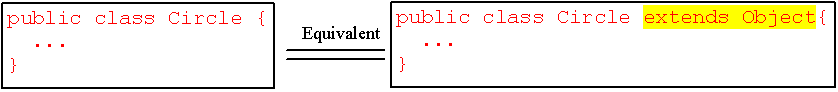 public class Circle {
...
}
Equivalent
public class Circle extends Object{
...
}